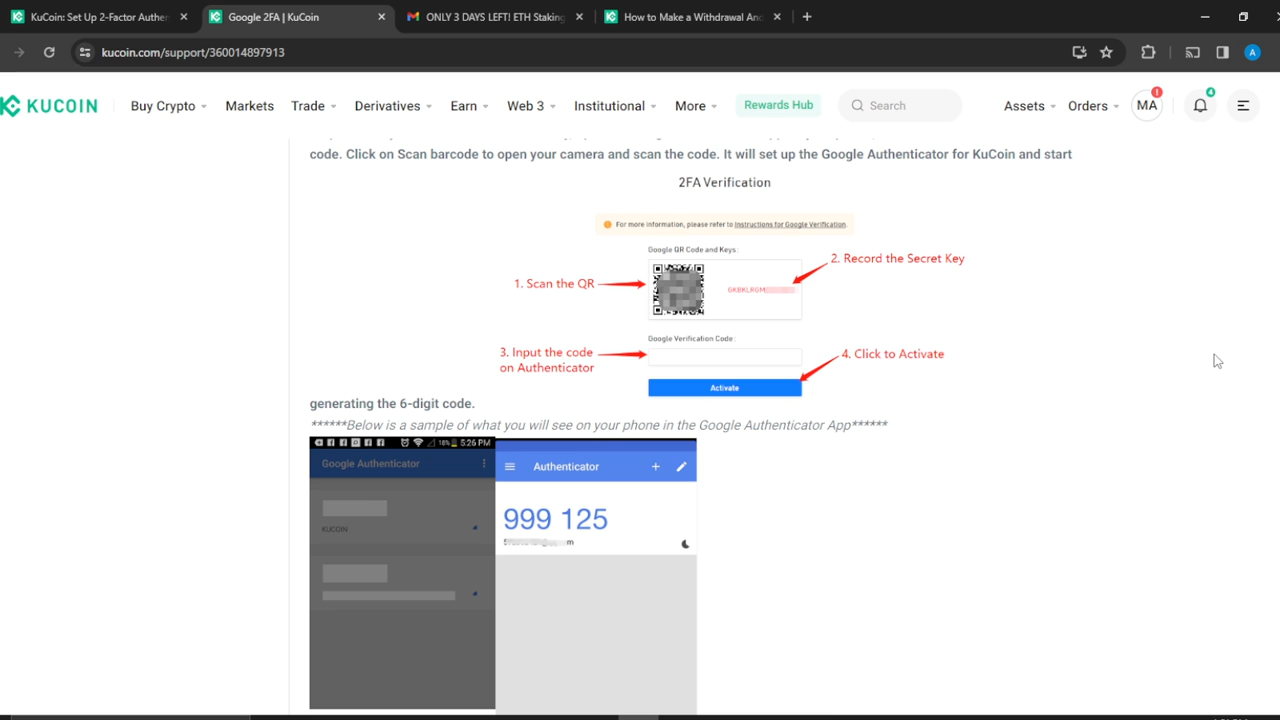 KuCoin: Set Up 2-Factor Authen
Google 2FA | KuCoin
ONLY 3 DAYS LEFT! ETH Staking
How to Make a Withdrawal And
kucoin.com/support/360014897913
A
KUCOIN
Buy Crypto
Markets
Trade
Derivatives
Earn
Web 3
Institutional
More
Rewards Hub
Search
Assets
Orders
MA
1
4
code. Click on Scan barcode to open your camera and scan the code. It will set up the Google Authenticator for KuCoin and start
2FA Verification
For more information, please refer to Instructions for Google Verification.
Google QR Code and Keys :
2. Record the Secret Key
1. Scan the QR
GKBKLRGM
Google Verification Code :
3. Input the code
on Authenticator
4. Click to Activate
Activate
generating the 6-digit code.
******Below is a sample of what you will see on your phone in the Google Authenticator App******
18% 5:26 PM
Google Authenticator
Authenticator
999 125
KUCOIN
m